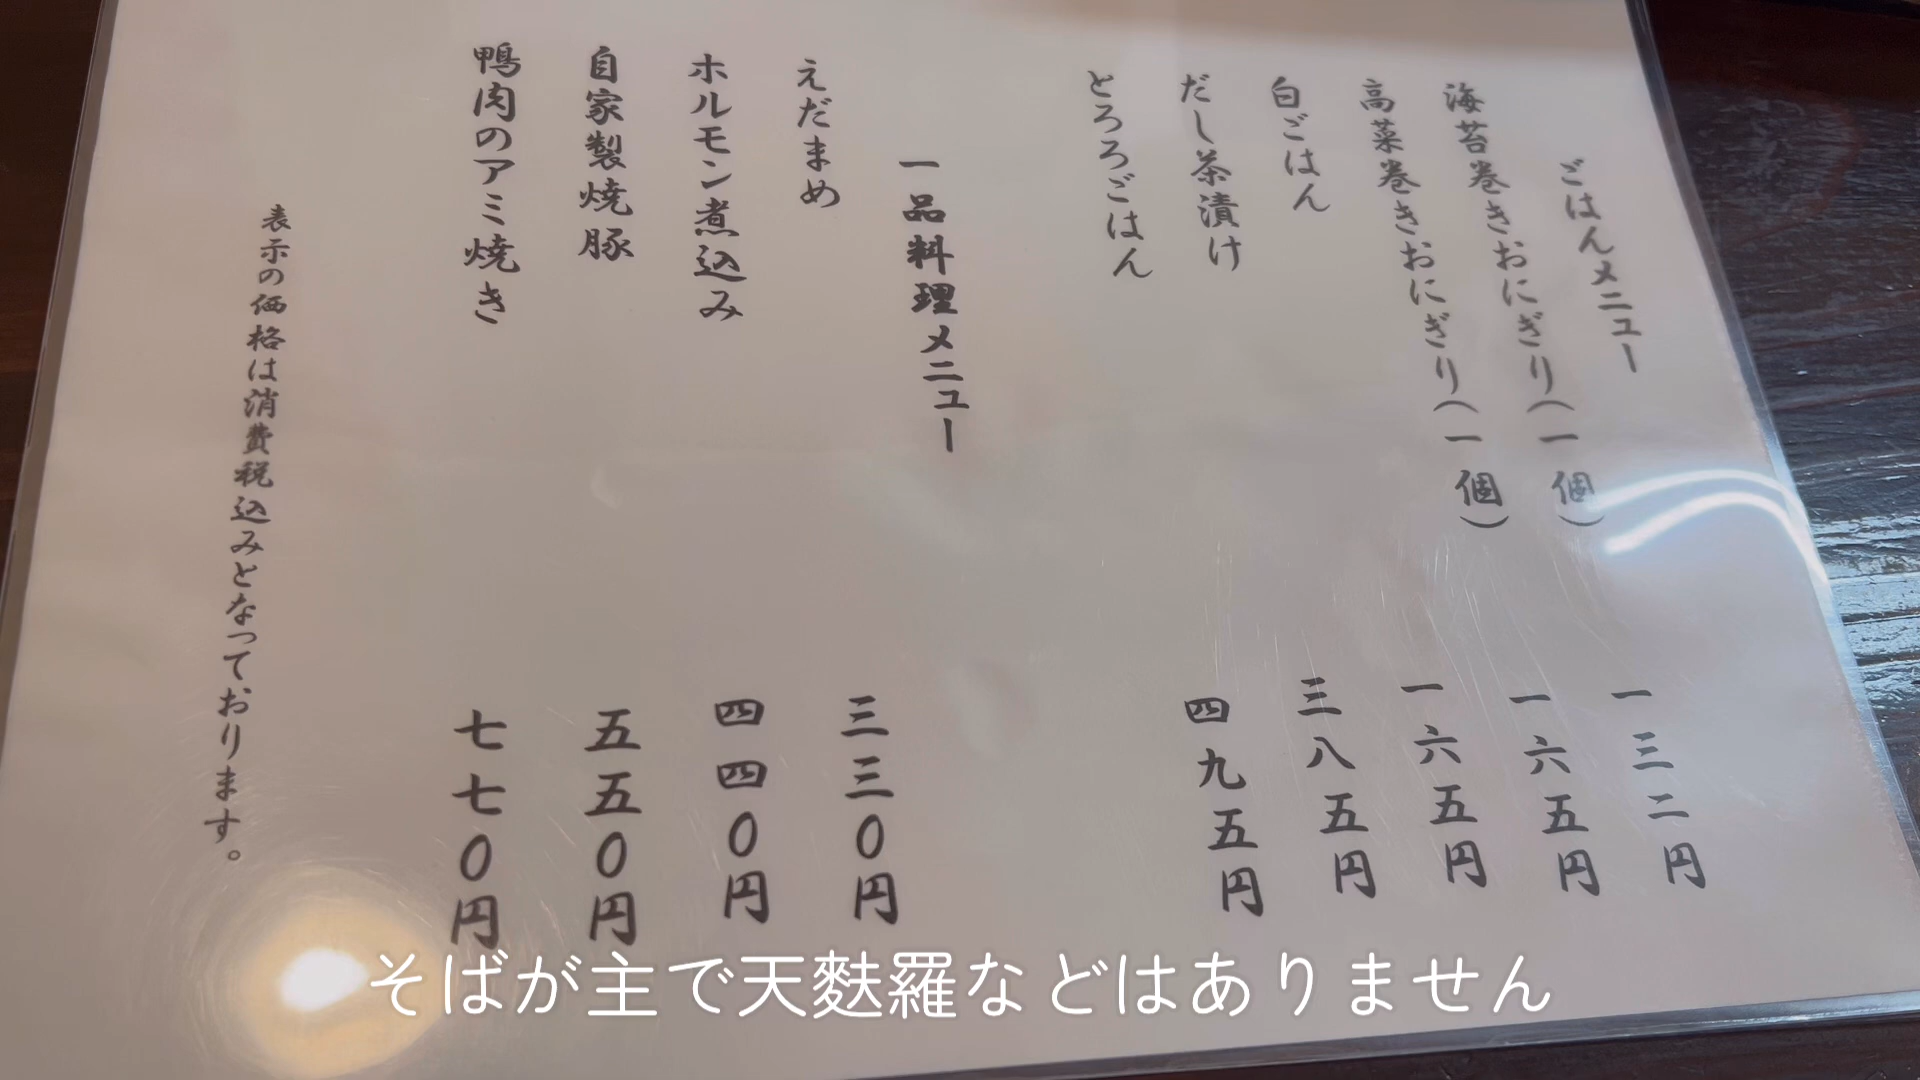 ごはんメニュー
海苔巻きおにぎり(一個)
一三二円
高菜巻きおにぎり(一個)
一六五円
白ごはん
一六五円
だし茶漬け
三八五円
とろろごはん
四九五円
一品料理メニュー
えだまめ
三三〇円
ホルモン煮込み
四四〇円
自家製焼豚
五五〇円
鴨肉のアミ焼き
七七〇円
表示の価格は消費税込みとなっております。
そばが主で天麩羅などはありません